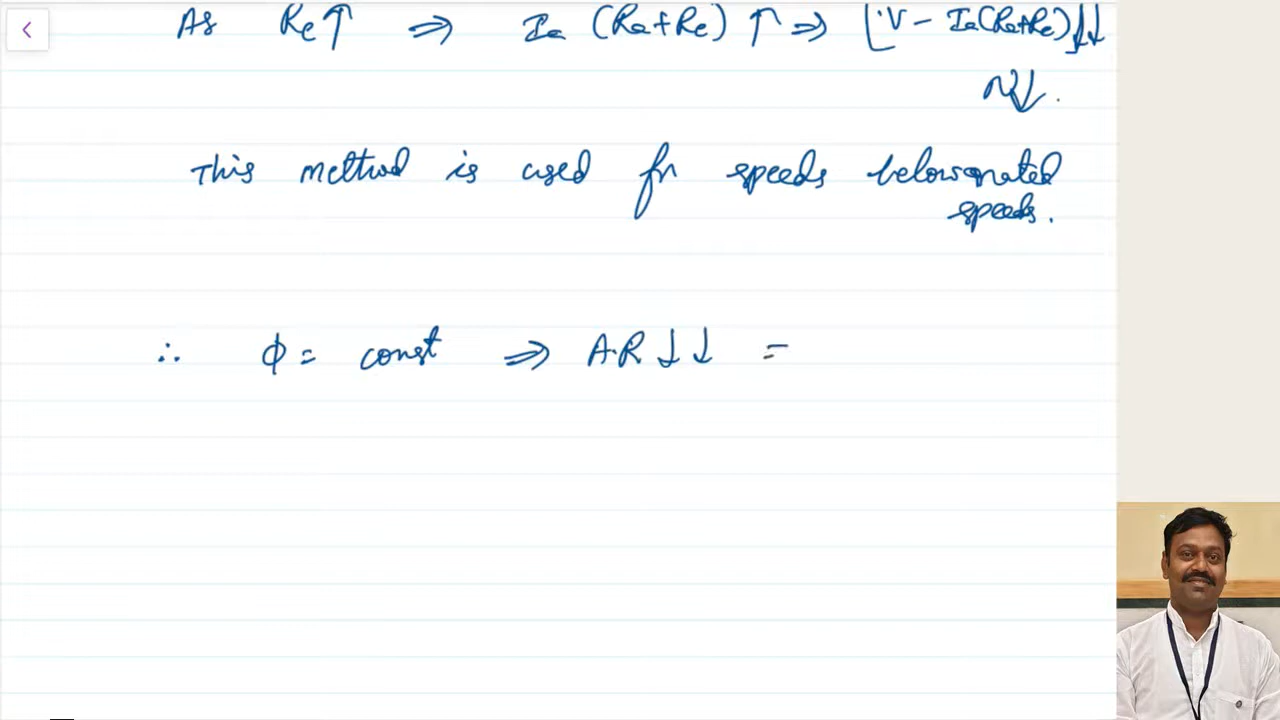 As Re↑ ⇒ Ia (Ra+Re) ↑ ⇒ [V - Ia(Ra+Re)]↓↓
N↓.
This method is used for speeds below rated
speeds.
∴ ϕ = const ⇒ A.R ↓ ↓ =